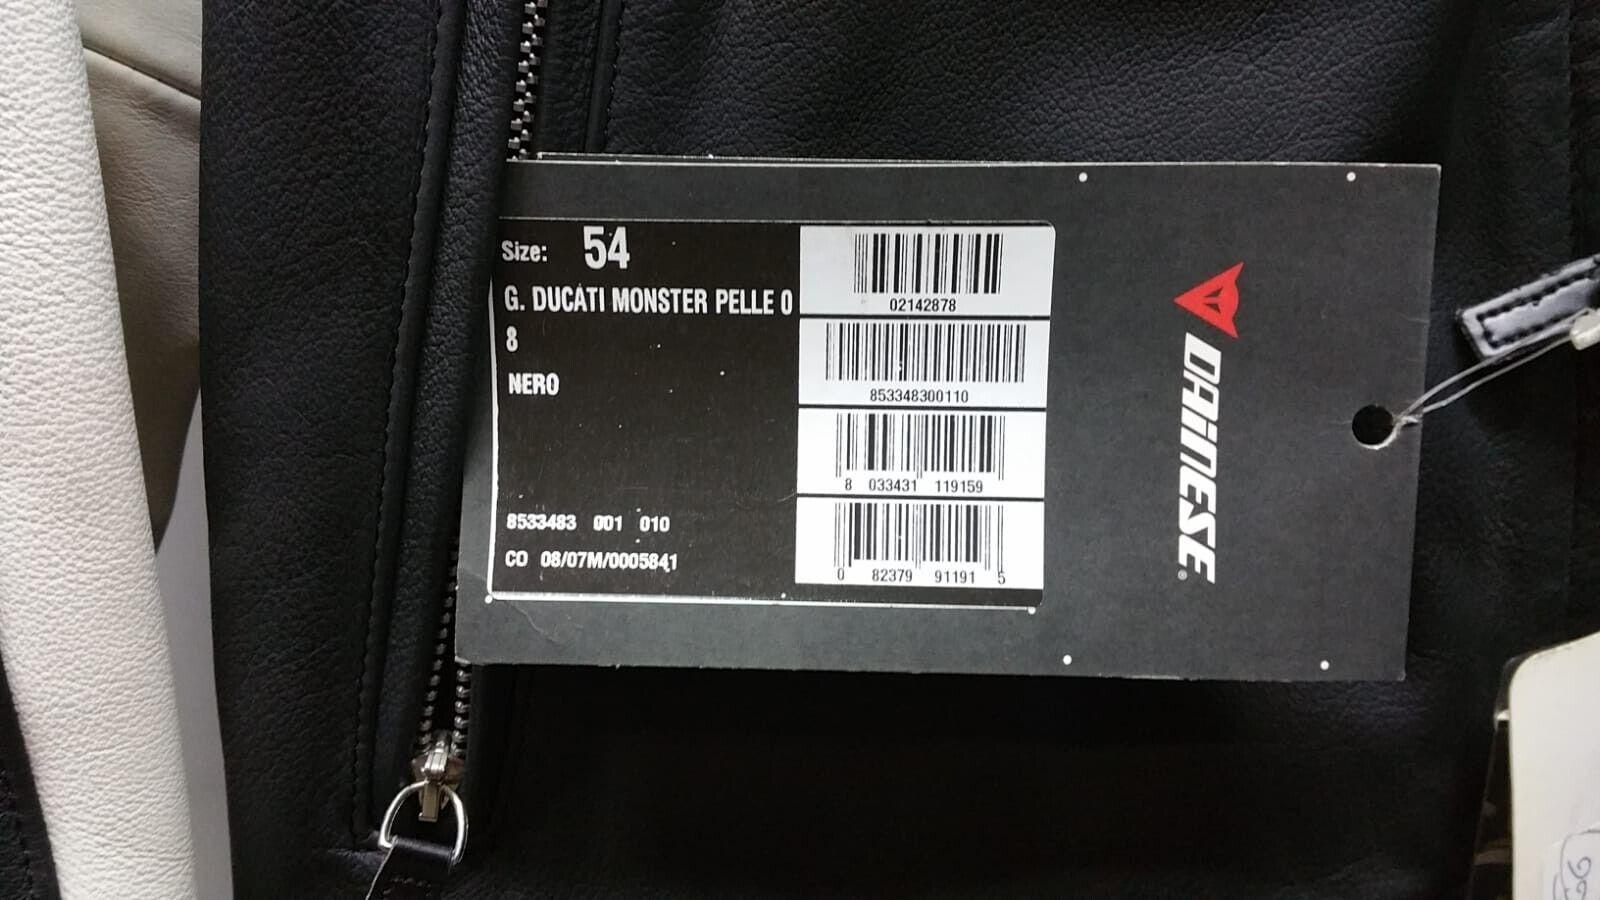 Size: 54
G. DUCATI MONSTER PELLE 0
8
NERO
8533483 001 010
CO 08/07M/0005841
02142878
853348300110
8 033431 119159
0 82379 91191 5
DAINESE®